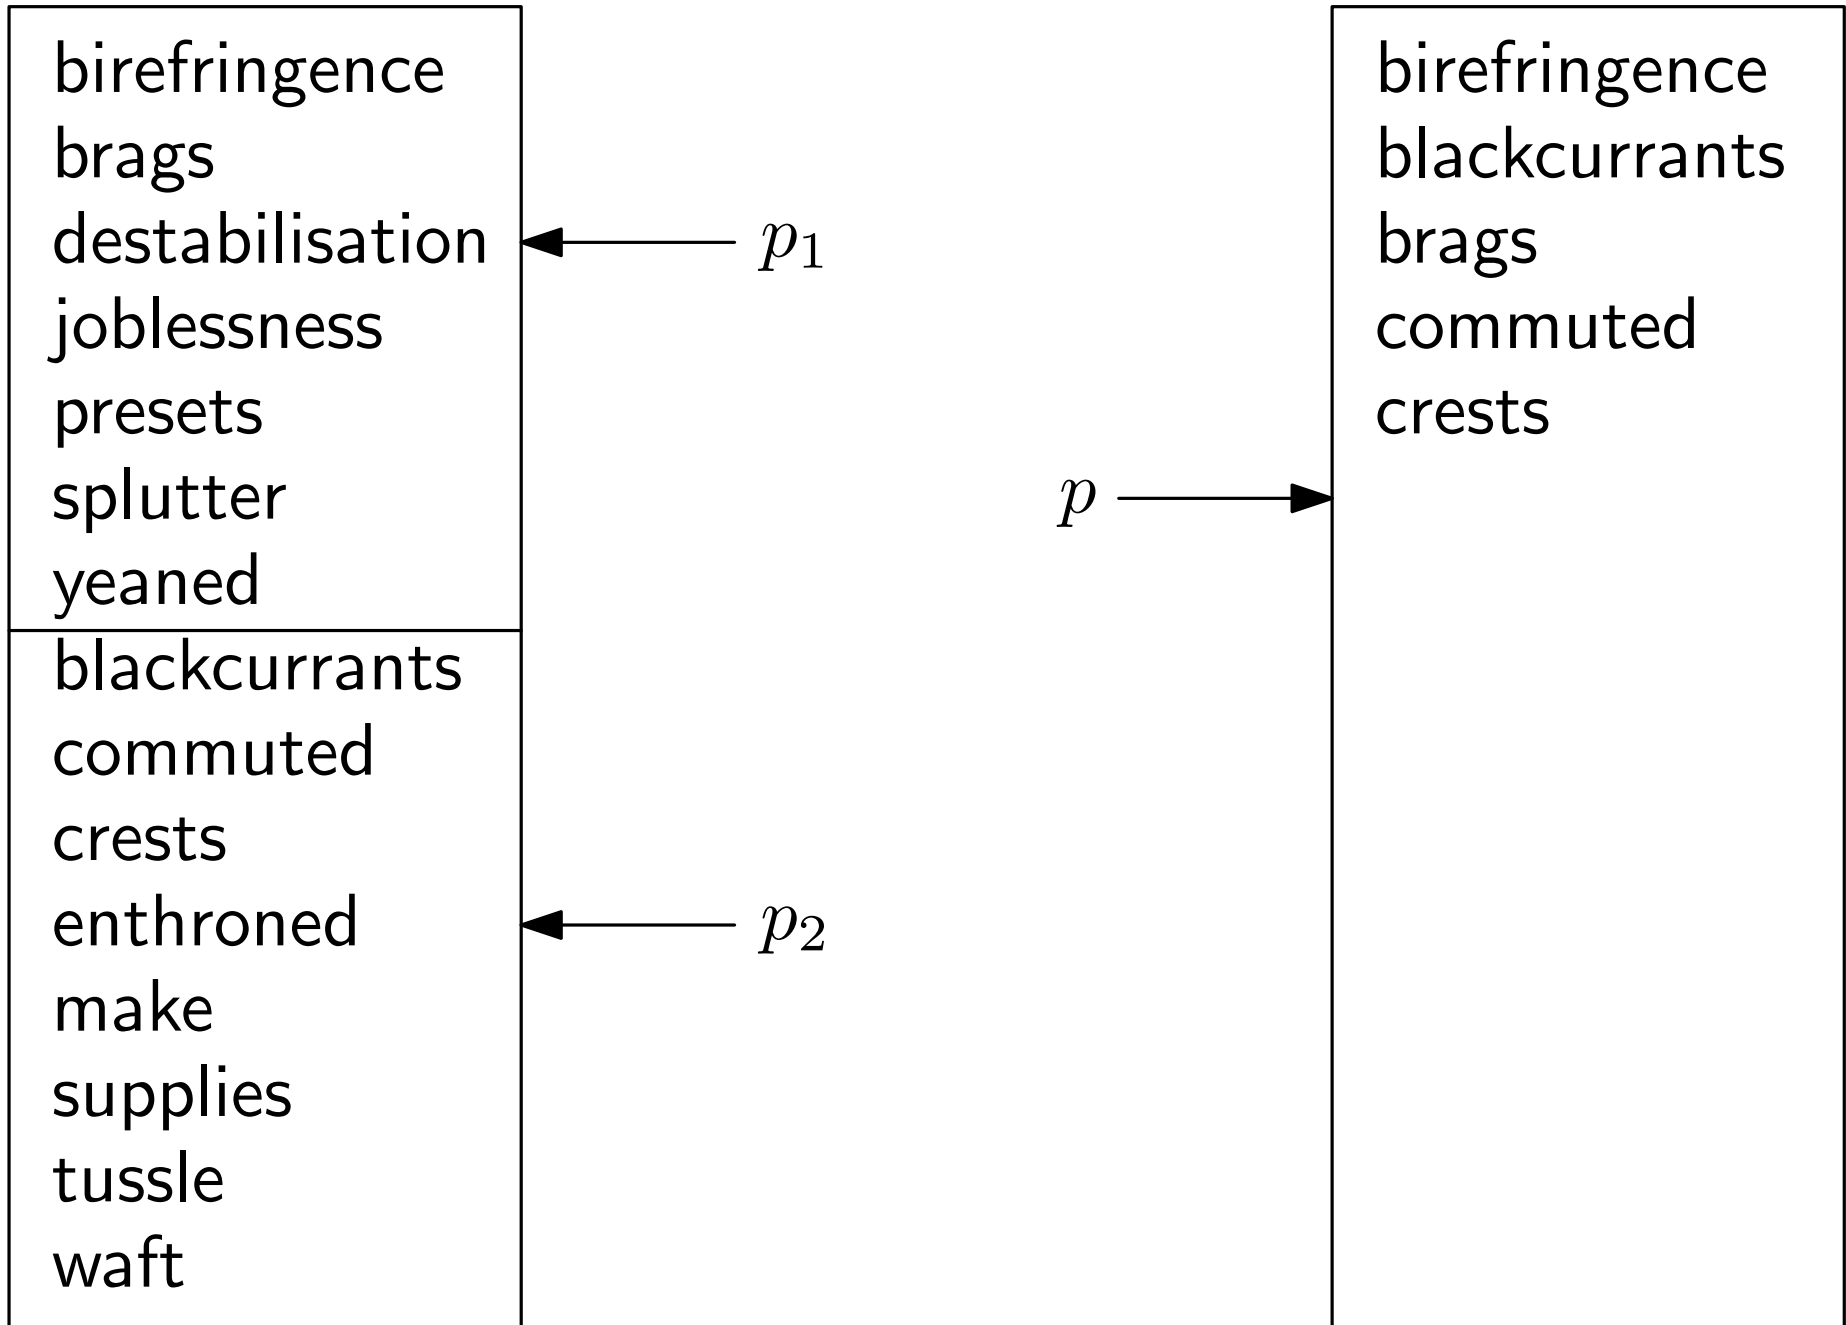 birefringence
brags
destabilisation
joblessness
presets
splutter
yeaned
blackcurrants
commuted
crests
enthroned
make
supplies
tussle
waft
p₁
p₂
p
birefringence
blackcurrants
brags
commuted
crests